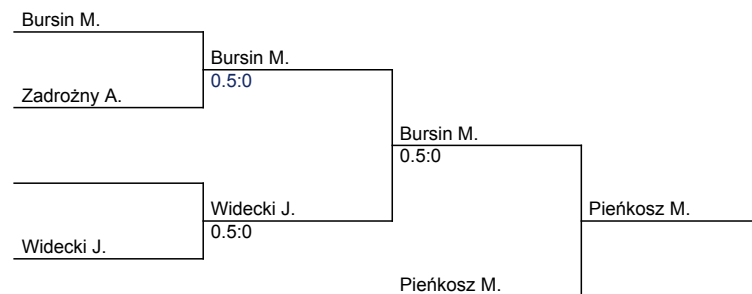 Bursin M.
Bursin M.
0.5:0
Zadrożny A.
Bursin M.
0.5:0
Widecki J.
0.5:0
Pieńkosz M.
Widecki J.
Pieńkosz M.